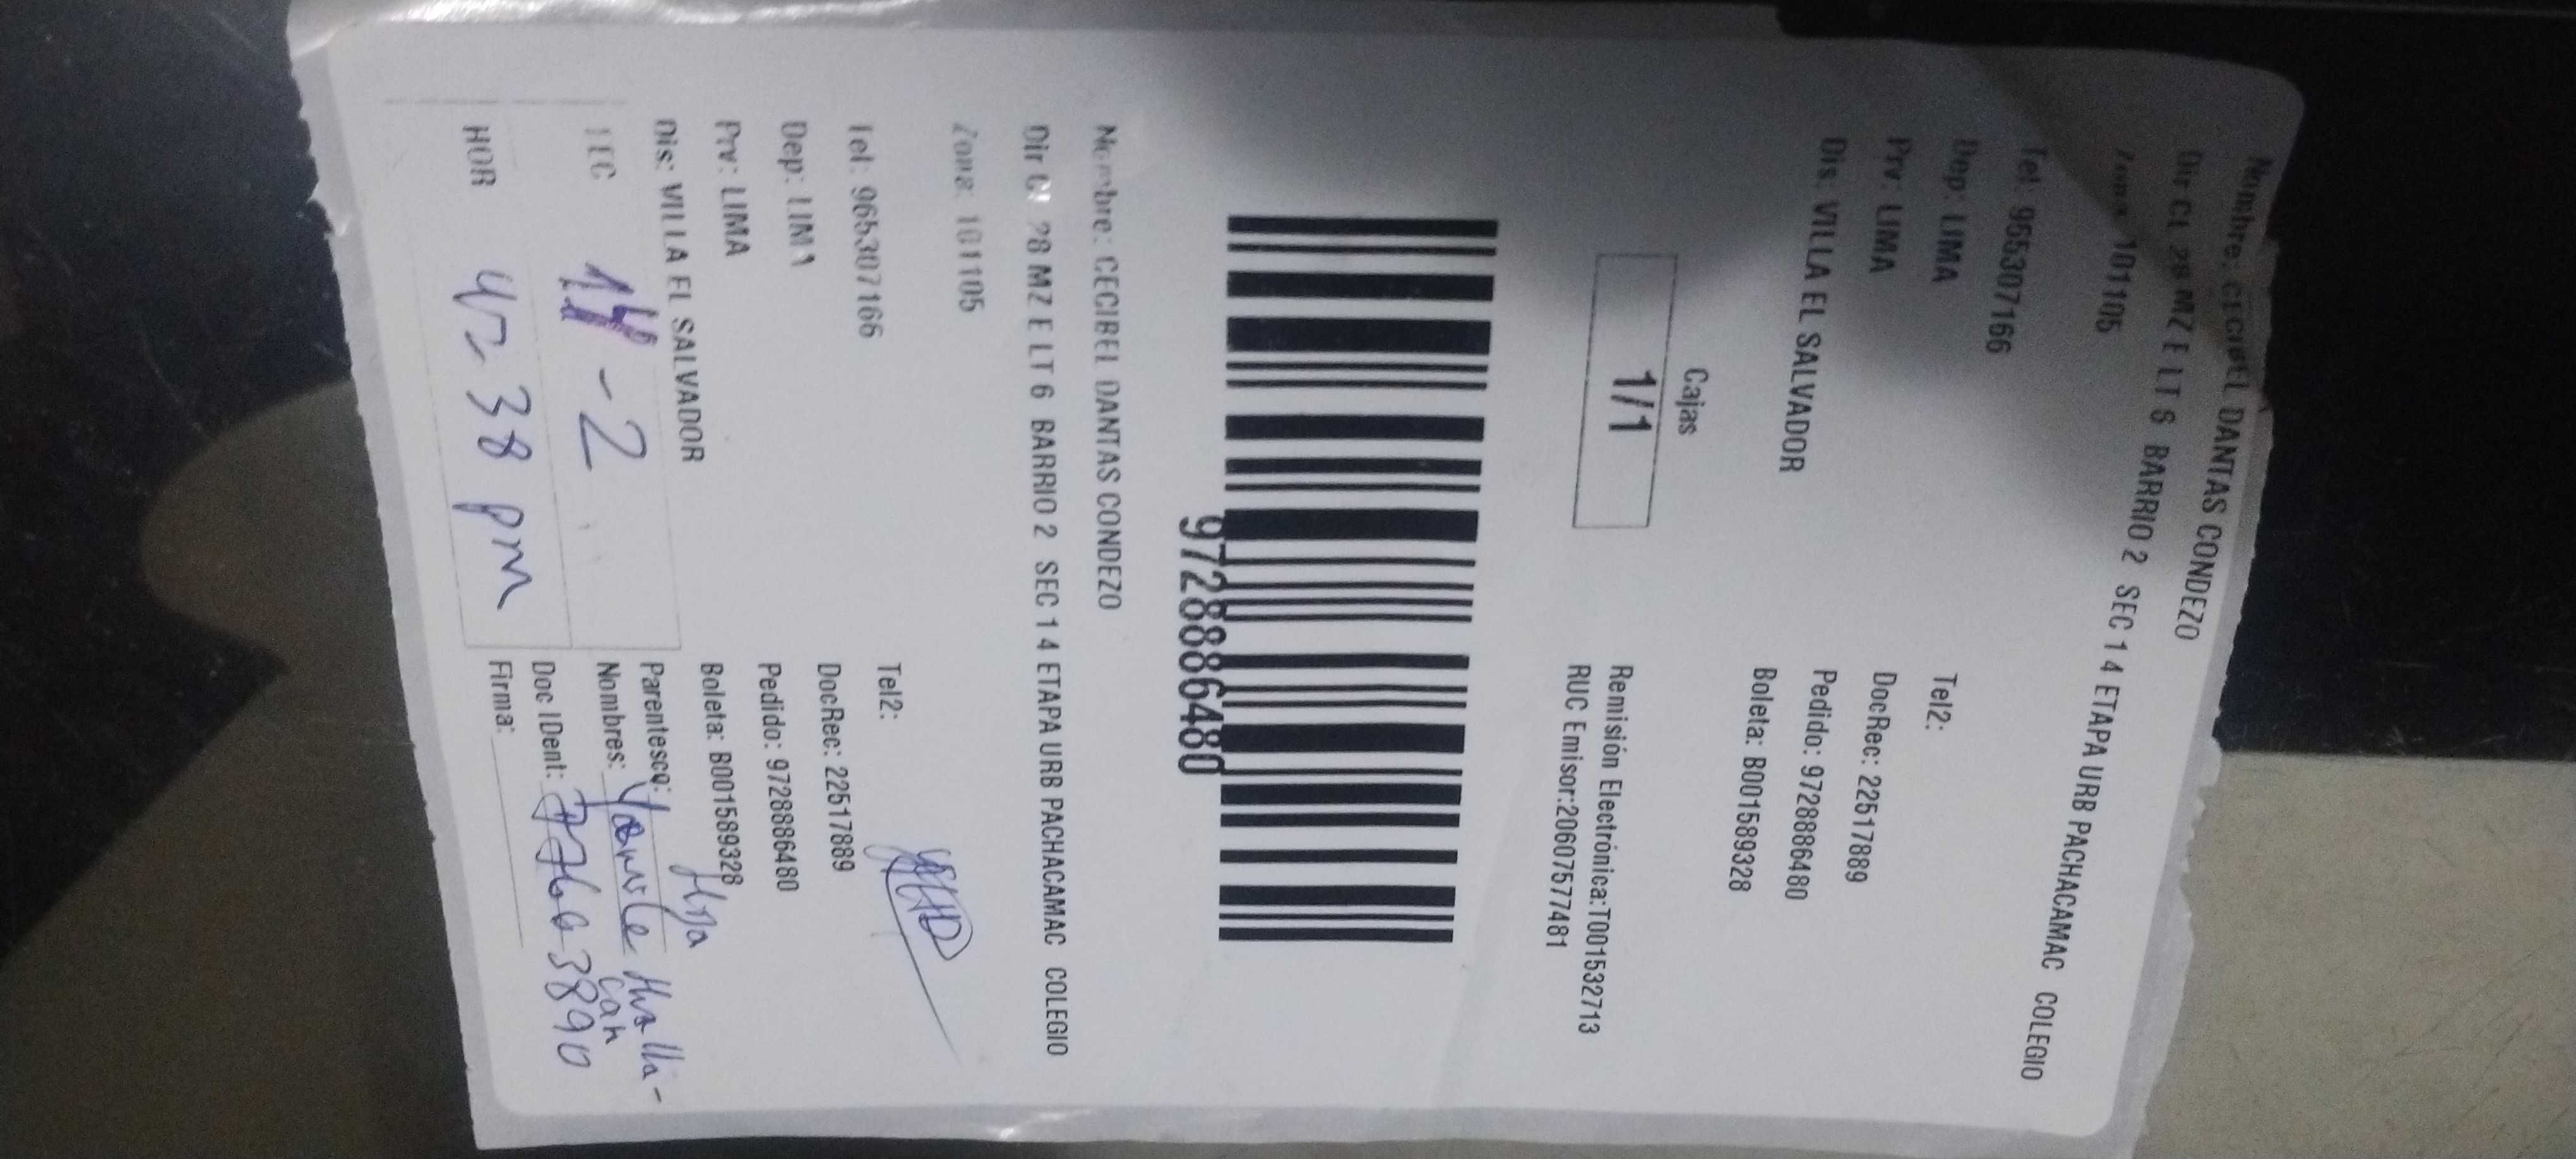 Nombre: CECIBEL DANTAS CONDEZO
Dir CL 28 MZ E LT 6 BARRIO 2 SEC 1 4 ETAPA URB PACHACAMAC COLEGIO
Zona: 101105
Tel: 965307166 Tel2:
Dep: LIMA DocRec: 22517889
Prv: LIMA Pedido: 9728886480
Dis: VILLA EL SALVADOR Boleta: B001589328
Cajas
1/1
Remisión Electrónica:T001532713
RUC Emisor:20607577481
9728886480
Nombre: CECIBEL DANTAS CONDEZO
Dir CL 28 MZ E LT 6 BARRIO 2 SEC 1 4 ETAPA URB PACHACAMAC COLEGIO
Zona: 101105
Tel: 965307166 Tel2:
Dep: LIMA DocRec: 22517889
Prv: LIMA Pedido: 9728886480
Dis: VILLA EL SALVADOR Boleta: B001589328
FEC 14-2 Parentesco: Hija
Nombres: Huallacan
HOR 4:38 pm Doc IDent: 77663890
Firma: